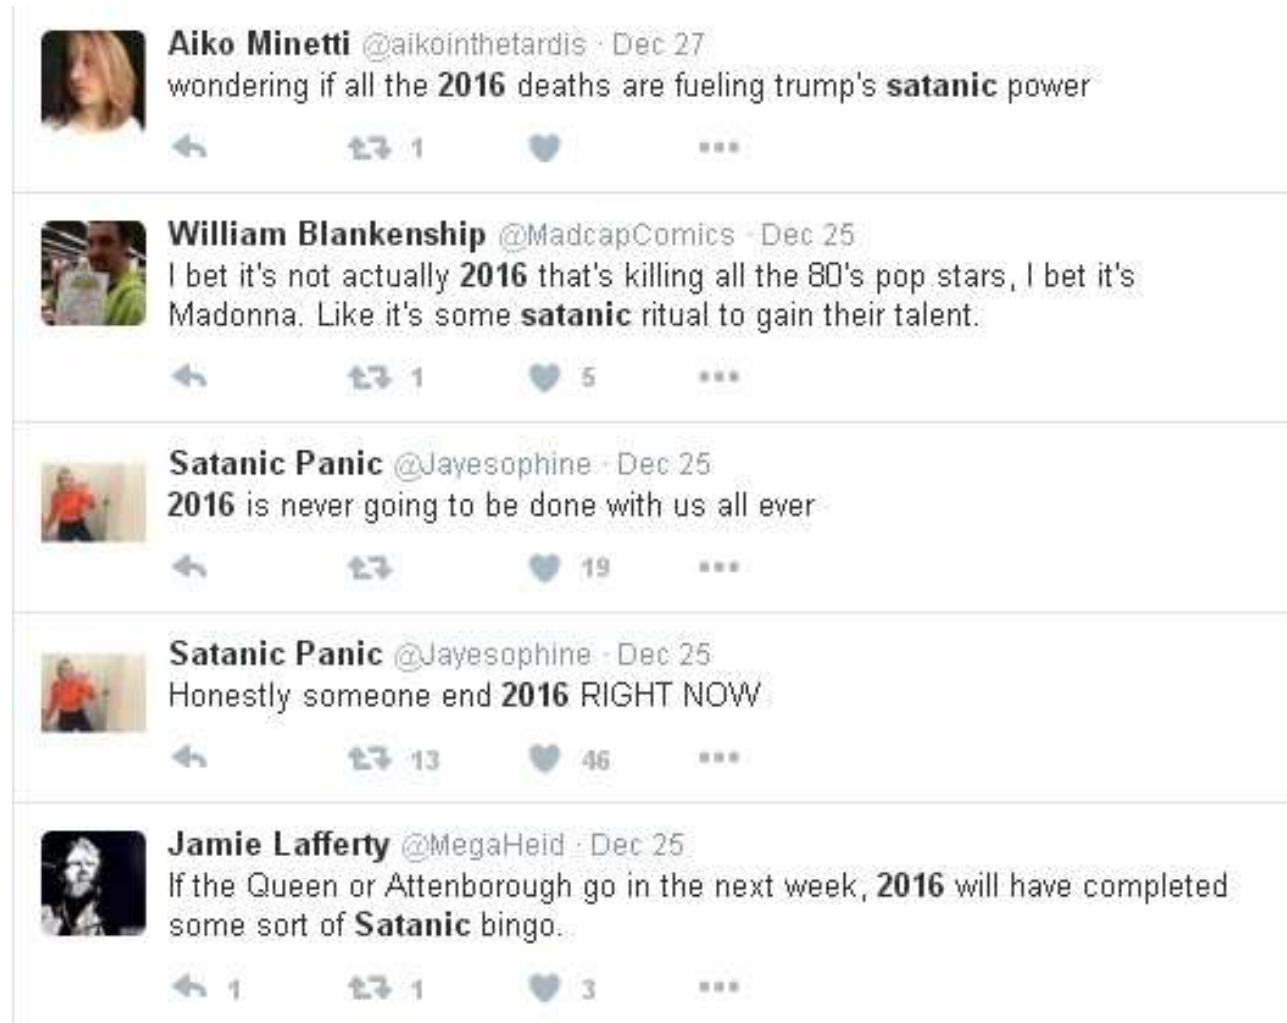 Aiko Minetti @aikointhetardis · Dec 27
wondering if all the 2016 deaths are fueling trump's satanic power
1
William Blankenship @MadcapComics · Dec 25
I bet it's not actually 2016 that's killing all the 80's pop stars, I bet it's
Madonna. Like it's some satanic ritual to gain their talent.
1 5
Satanic Panic @Jayesophine · Dec 25
2016 is never going to be done with us all ever
19
Satanic Panic @Jayesophine · Dec 25
Honestly someone end 2016 RIGHT NOW
13 46
Jamie Lafferty @MegaHeid · Dec 25
If the Queen or Attenborough go in the next week, 2016 will have completed
some sort of Satanic bingo.
1 1 3